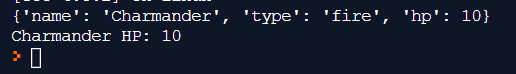 {'name': 'Charmander', 'type': 'fire', 'hp': 10}
Charmander HP: 10
>